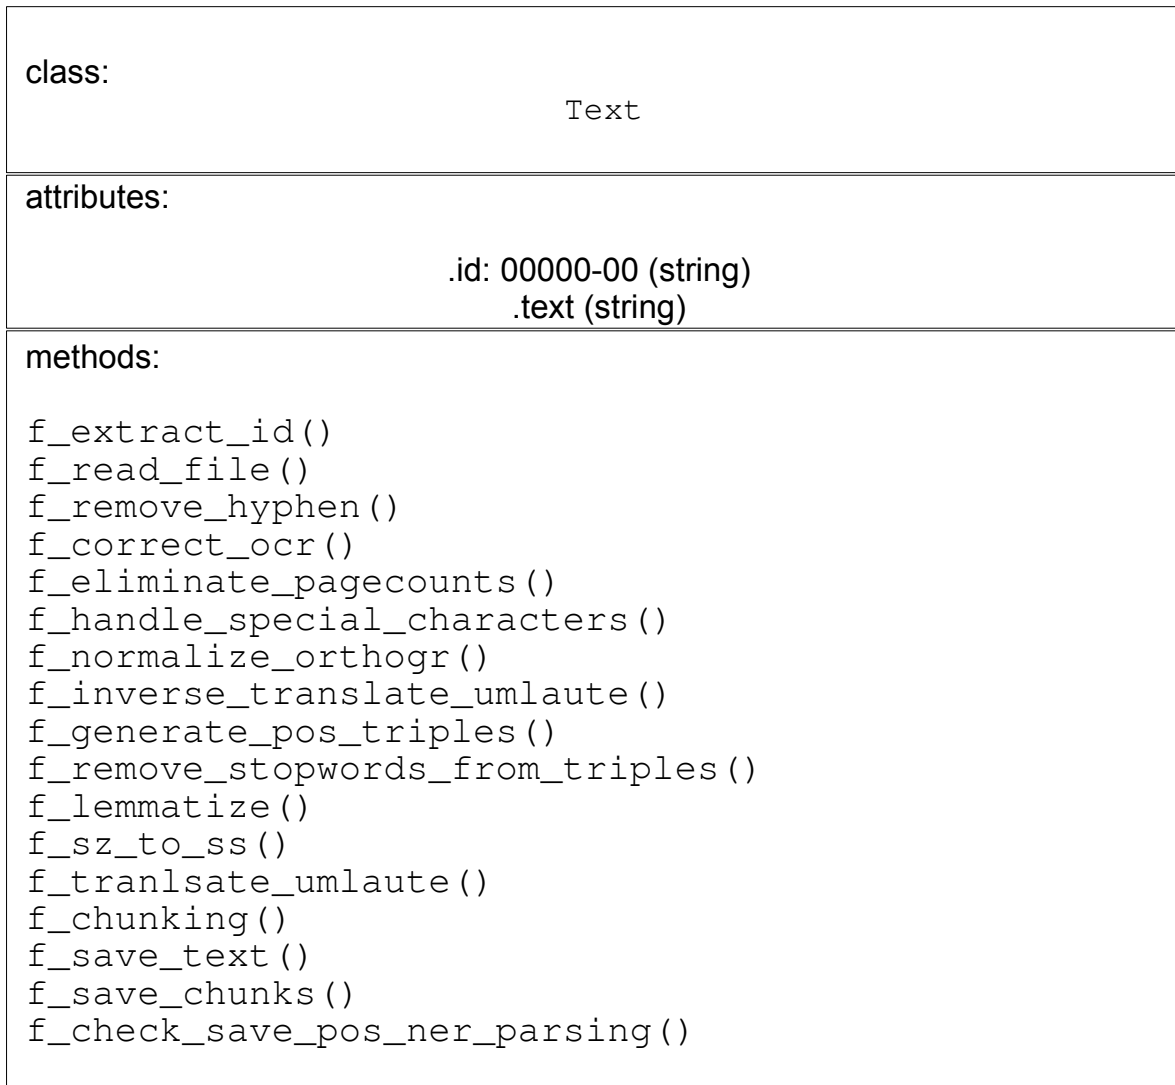 class:
Text
attributes:
.id: 00000-00 (string)
.text (string)
methods:
f_extract_id()
f_read_file()
f_remove_hyphen()
f_correct_ocr()
f_eliminate_pagecounts()
f_handle_special_characters()
f_normalize_orthogr()
f_inverse_translate_umlaute()
f_generate_pos_triples()
f_remove_stopwords_from_triples()
f_lemmatize()
f_sz_to_ss()
f_tranlsate_umlaute()
f_chunking()
f_save_text()
f_save_chunks()
f_check_save_pos_ner_parsing()